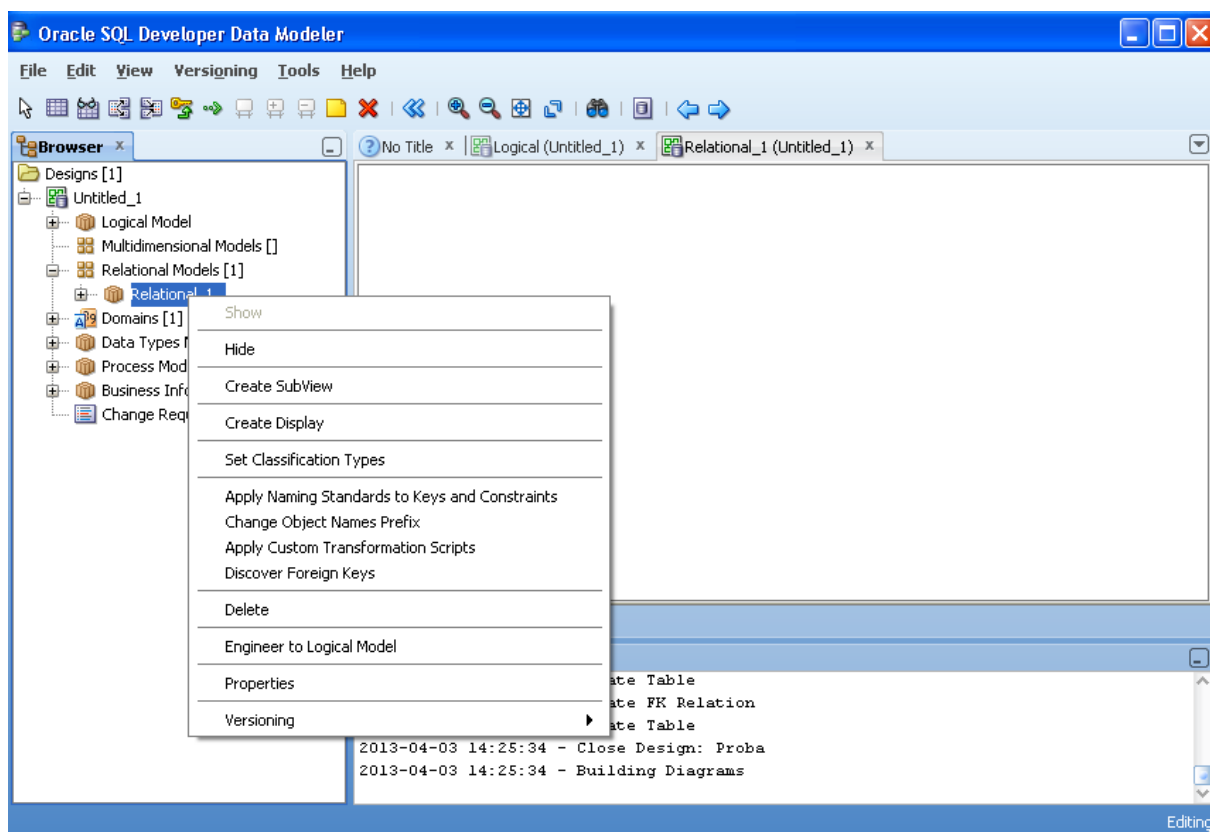 Oracle SQL Developer Data Modeler
File Edit View Versioning Tools Help
Browser x
No Title x Logical (Untitled_1) x Relational_1 (Untitled_1) x
Designs [1]
Untitled_1
Logical Model
Multidimensional Models []
Relational Models [1]
Relational_1
Domains [1]
Data Types
Process Mod
Business Info
Change Requ
Show
Hide
Create SubView
Create Display
Set Classification Types
Apply Naming Standards to Keys and Constraints
Change Object Names Prefix
Apply Custom Transformation Scripts
Discover Foreign Keys
Delete
Engineer to Logical Model
Properties
Versioning
ate Table
ate FK Relation
ate Table
2013-04-03 14:25:34 - Close Design: Proba
2013-04-03 14:25:34 - Building Diagrams
Editing